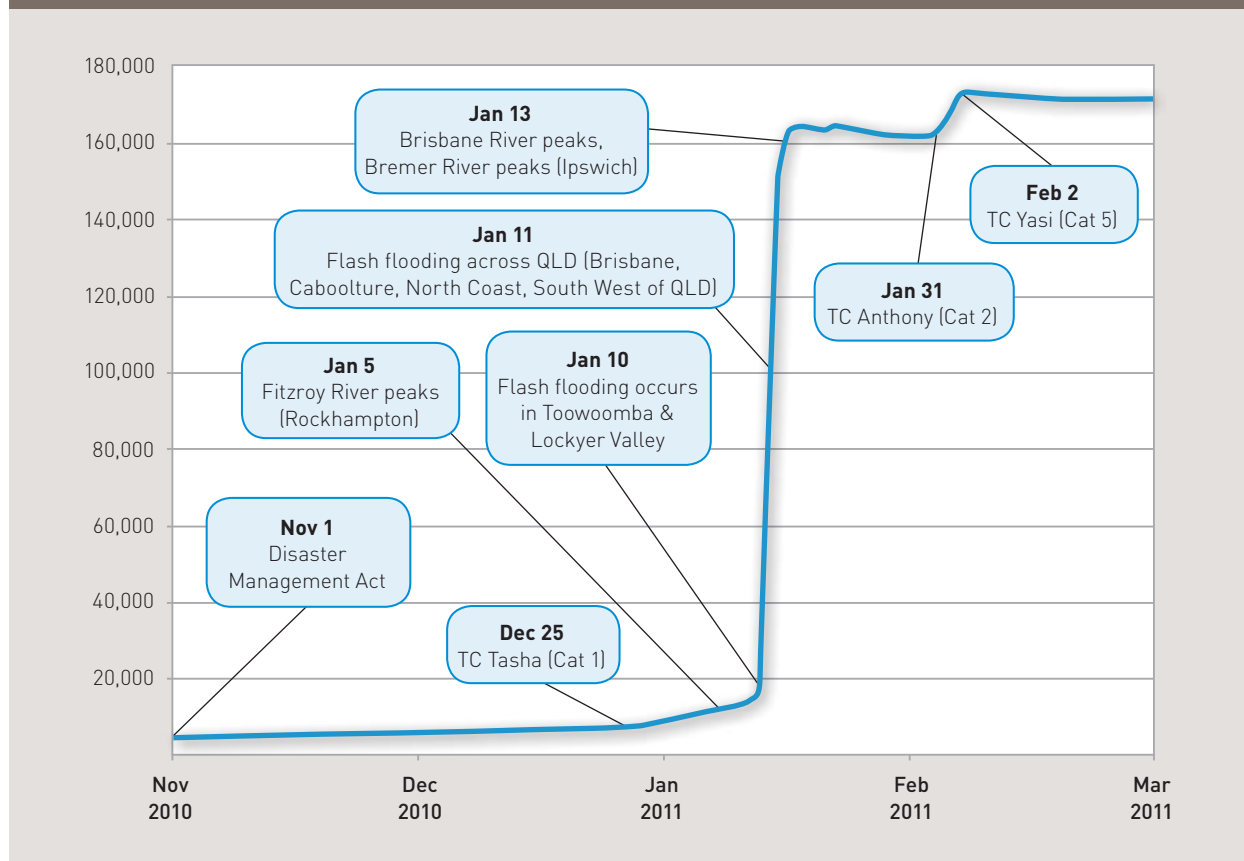 180,000
160,000
140,000
120,000
100,000
80,000
60,000
40,000
20,000
Jan 13
Brisbane River peaks,
Bremer River peaks (Ipswich)
Jan 11
Flash flooding across QLD (Brisbane,
Caboolture, North Coast, South West of QLD)
Jan 5
Fitzroy River peaks
(Rockhampton)
Jan 10
Flash flooding occurs
in Toowoomba &
Lockyer Valley
Nov 1
Disaster
Management Act
Dec 25
TC Tasha (Cat 1)
Feb 2
TC Yasi (Cat 5)
Jan 31
TC Anthony (Cat 2)
Nov
2010
Dec
2010
Jan
2011
Feb
2011
Mar
2011